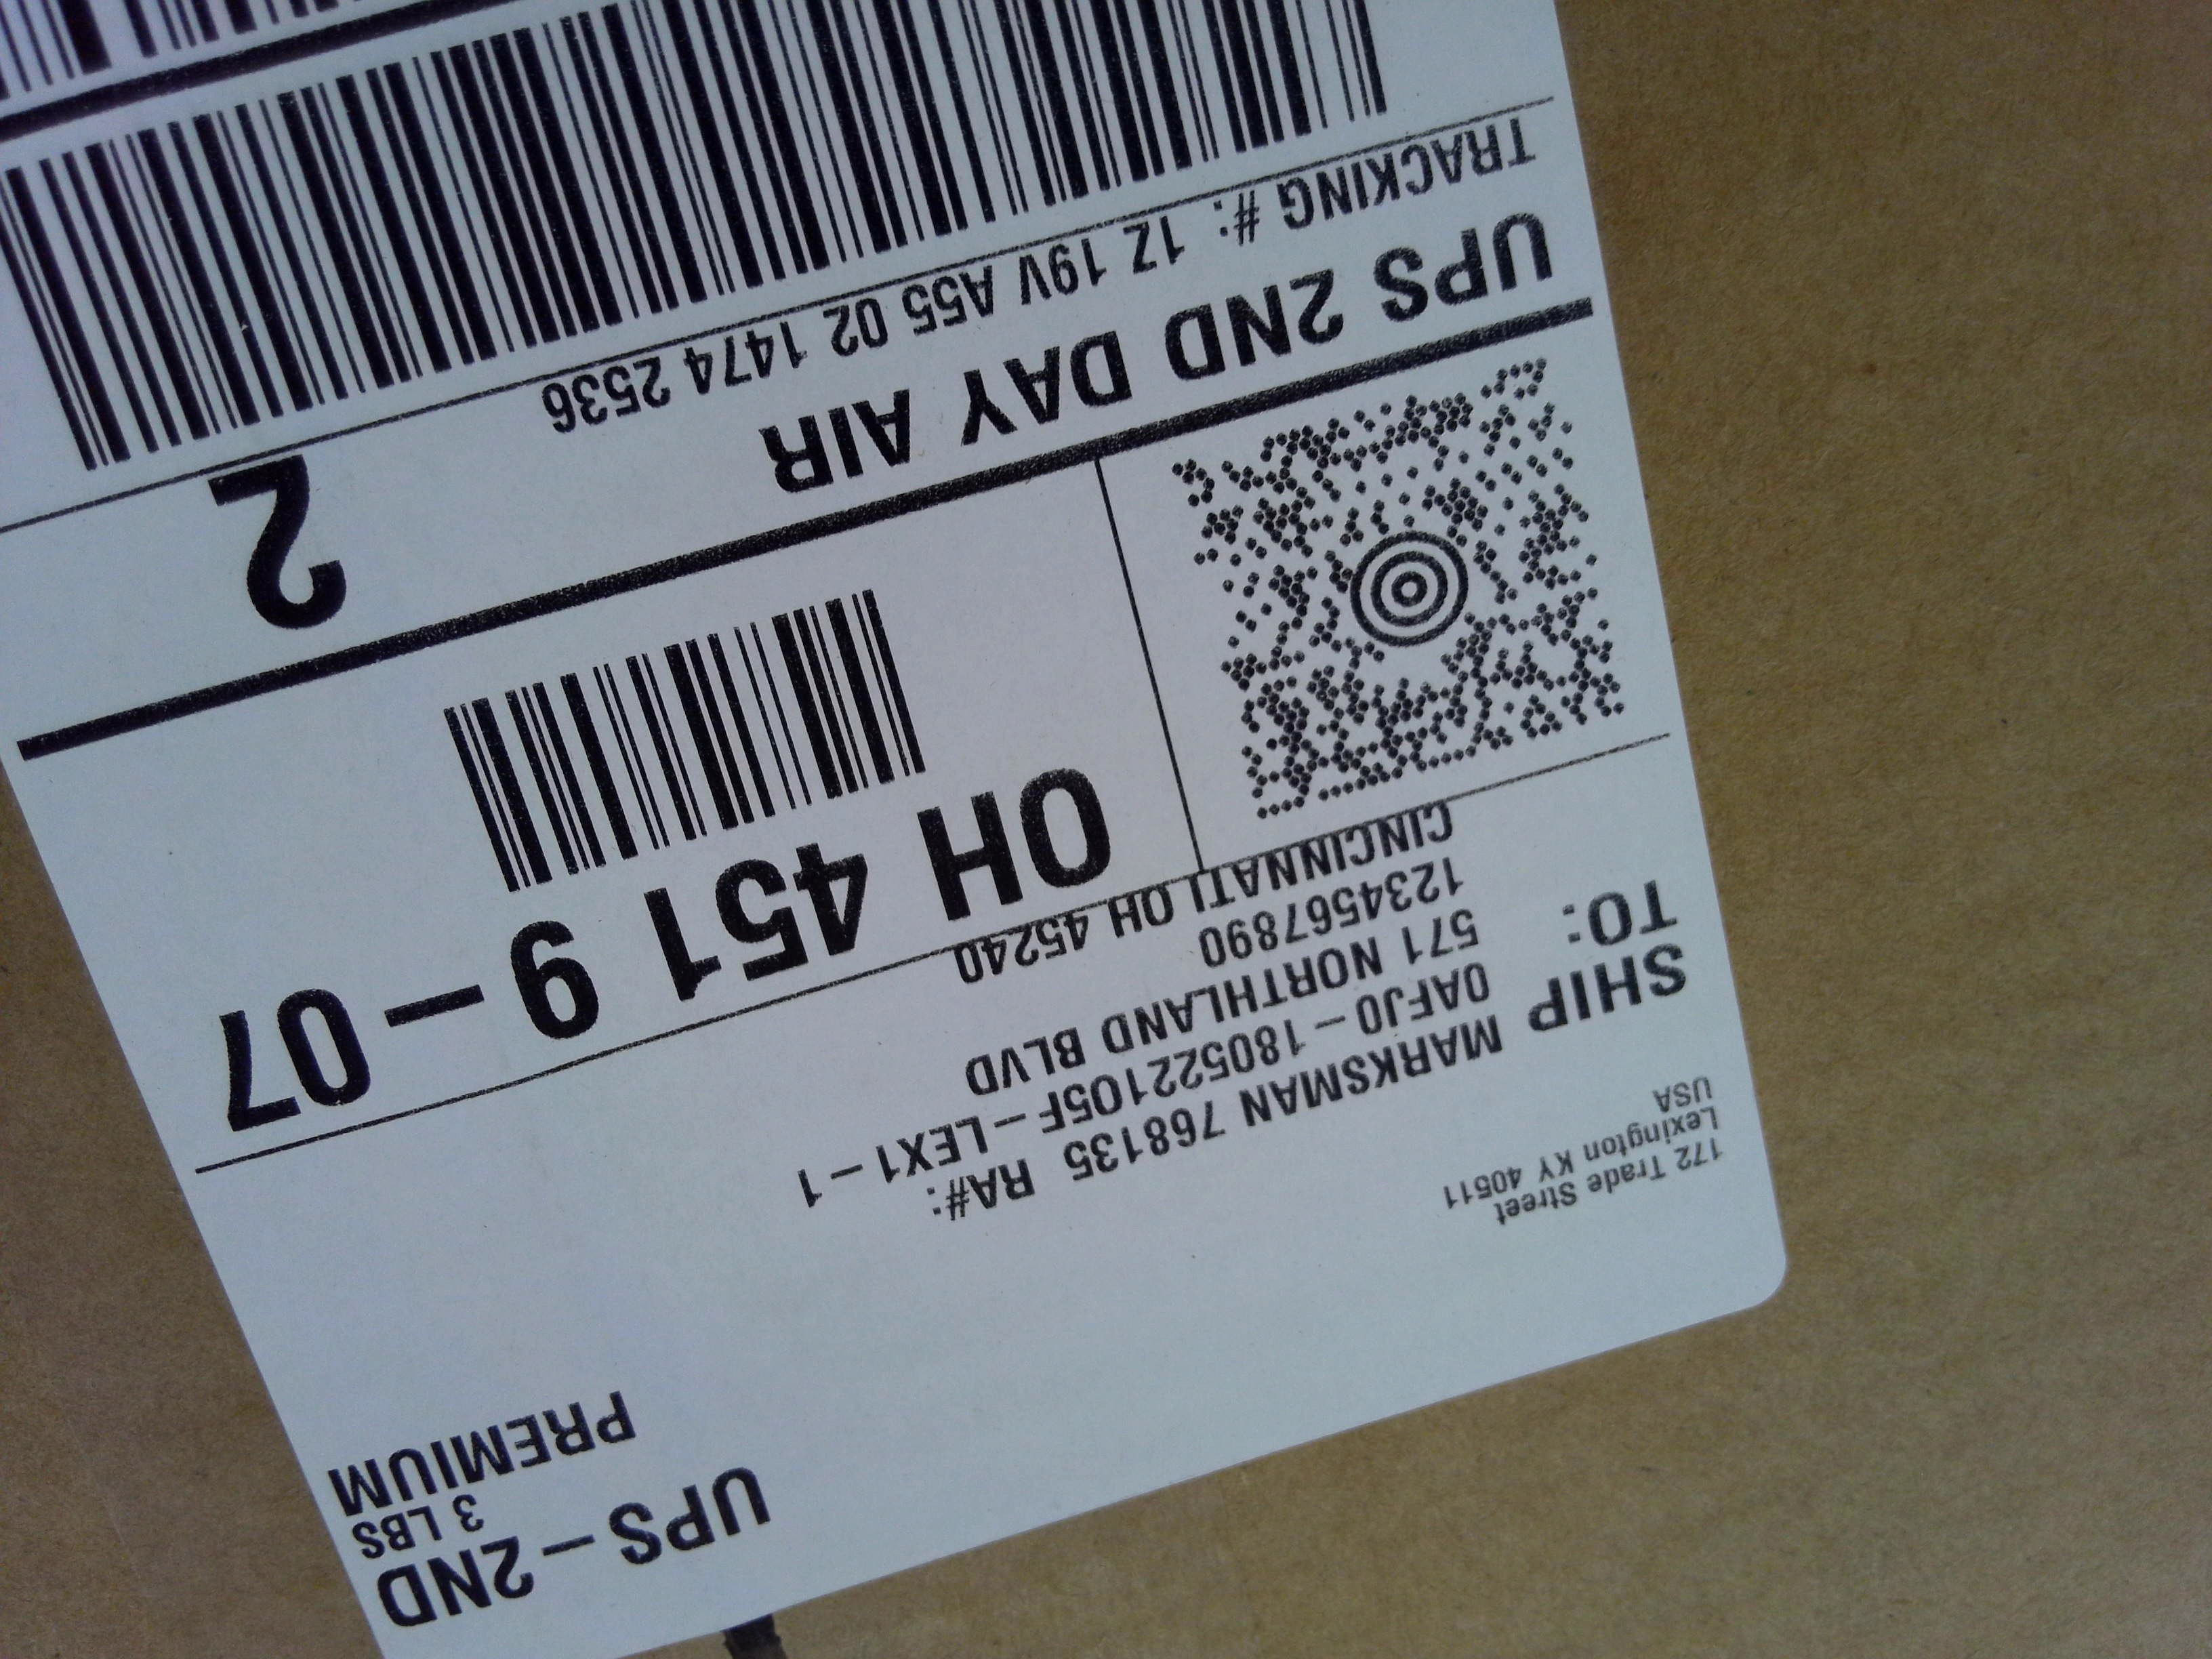 UPS-2ND
3 LBS
PREMIUM
172 Trade Street
Lexington KY 40511
USA
SHIP
TO:
MARKSMAN 768135 RA#:
0AFJ0-180522105F-LEX1-1
571 NORTHLAND BLVD
1234567890
CINCINNATI OH 45240
OH 451 9-07
UPS 2ND DAY AIR
2
TRACKING #: 1Z 19V A55 02 1474 2536